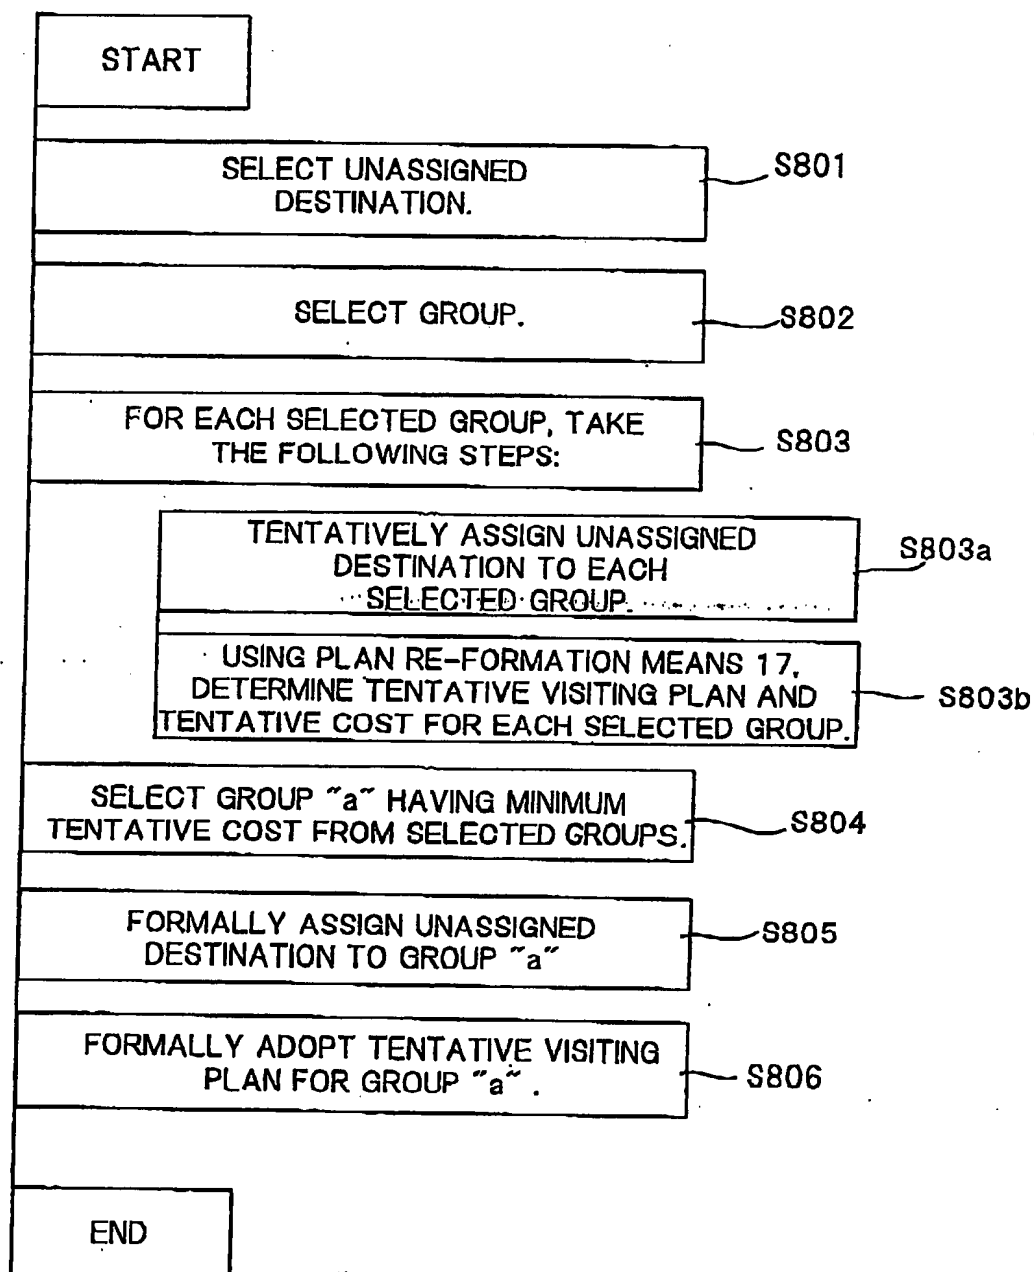 START
SELECT UNASSIGNED
DESTINATION.
S801
SELECT GROUP.
S802
FOR EACH SELECTED GROUP, TAKE
THE FOLLOWING STEPS:
S803
TENTATIVELY ASSIGN UNASSIGNED
DESTINATION TO EACH
SELECTED GROUP.
S803a
USING PLAN RE-FORMATION MEANS 17,
DETERMINE TENTATIVE VISITING PLAN AND
TENTATIVE COST FOR EACH SELECTED GROUP.
S803b
SELECT GROUP "a" HAVING MINIMUM
TENTATIVE COST FROM SELECTED GROUPS.
S804
FORMALLY ASSIGN UNASSIGNED
DESTINATION TO GROUP "a"
S805
FORMALLY ADOPT TENTATIVE VISITING
PLAN FOR GROUP "a" .
S806
END